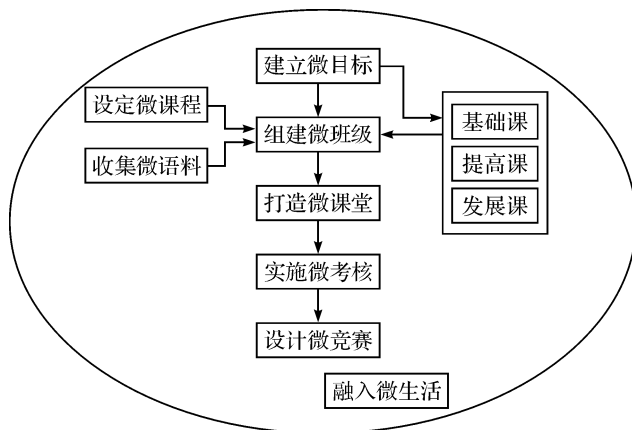 建立微目标
设定微课程
基础课
组建微班级
收集微语料
提高课
打造微课堂
发展课
实施微考核
设计微竞赛
融入微生活